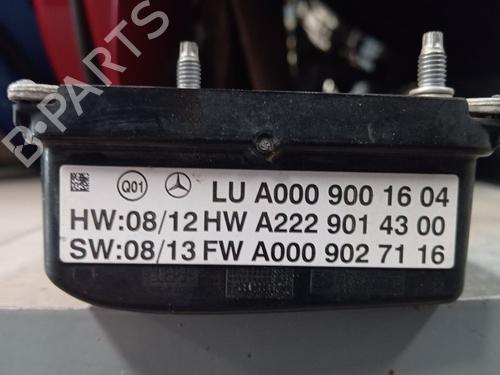 Q01 LU A000 900 16 04
HW:08/12 HW A222 901 43 00
SW:08/13 FW A000 902 71 16
B-PARTS